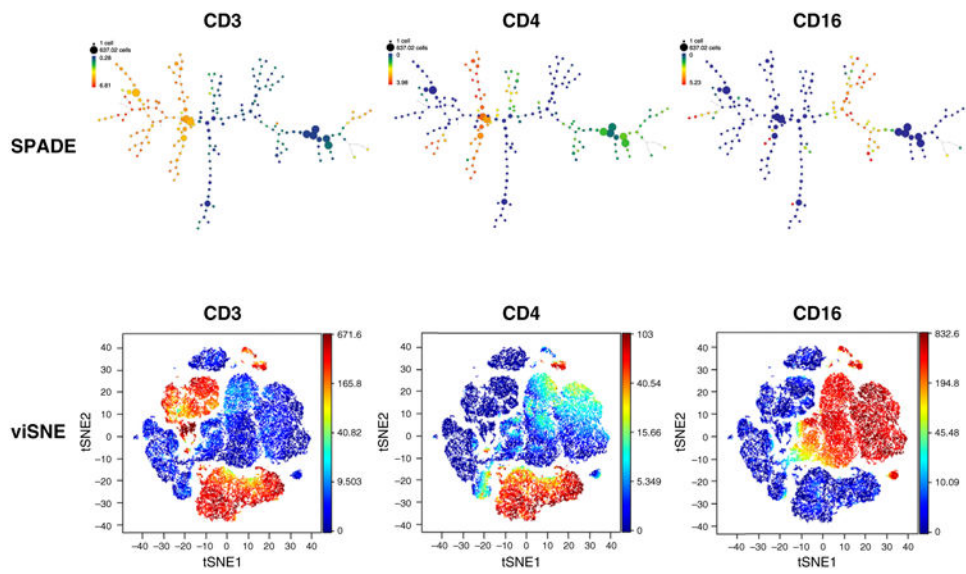 CD3 CD4 CD16
1 cell
637.02 cells
0.28
6.61
1 cell
637.02 cells
0
3.98
1 cell
637.02 cells
0
5.23
SPADE
CD3 CD4 CD16
viSNE
671.6
165.8
40.82
9.503
0
103
40.54
15.66
5.349
0
832.6
194.8
45.48
10.09
0
tSNE2
40
30
20
10
0
−10
−20
−30
−40
−40 −30 −20 −10 0 10 20 30 40
tSNE1
tSNE2
40
30
20
10
0
−10
−20
−30
−40
−40 −30 −20 −10 0 10 20 30 40
tSNE1
tSNE2
40
30
20
10
0
−10
−20
−30
−40
−40 −30 −20 −10 0 10 20 30 40
tSNE1